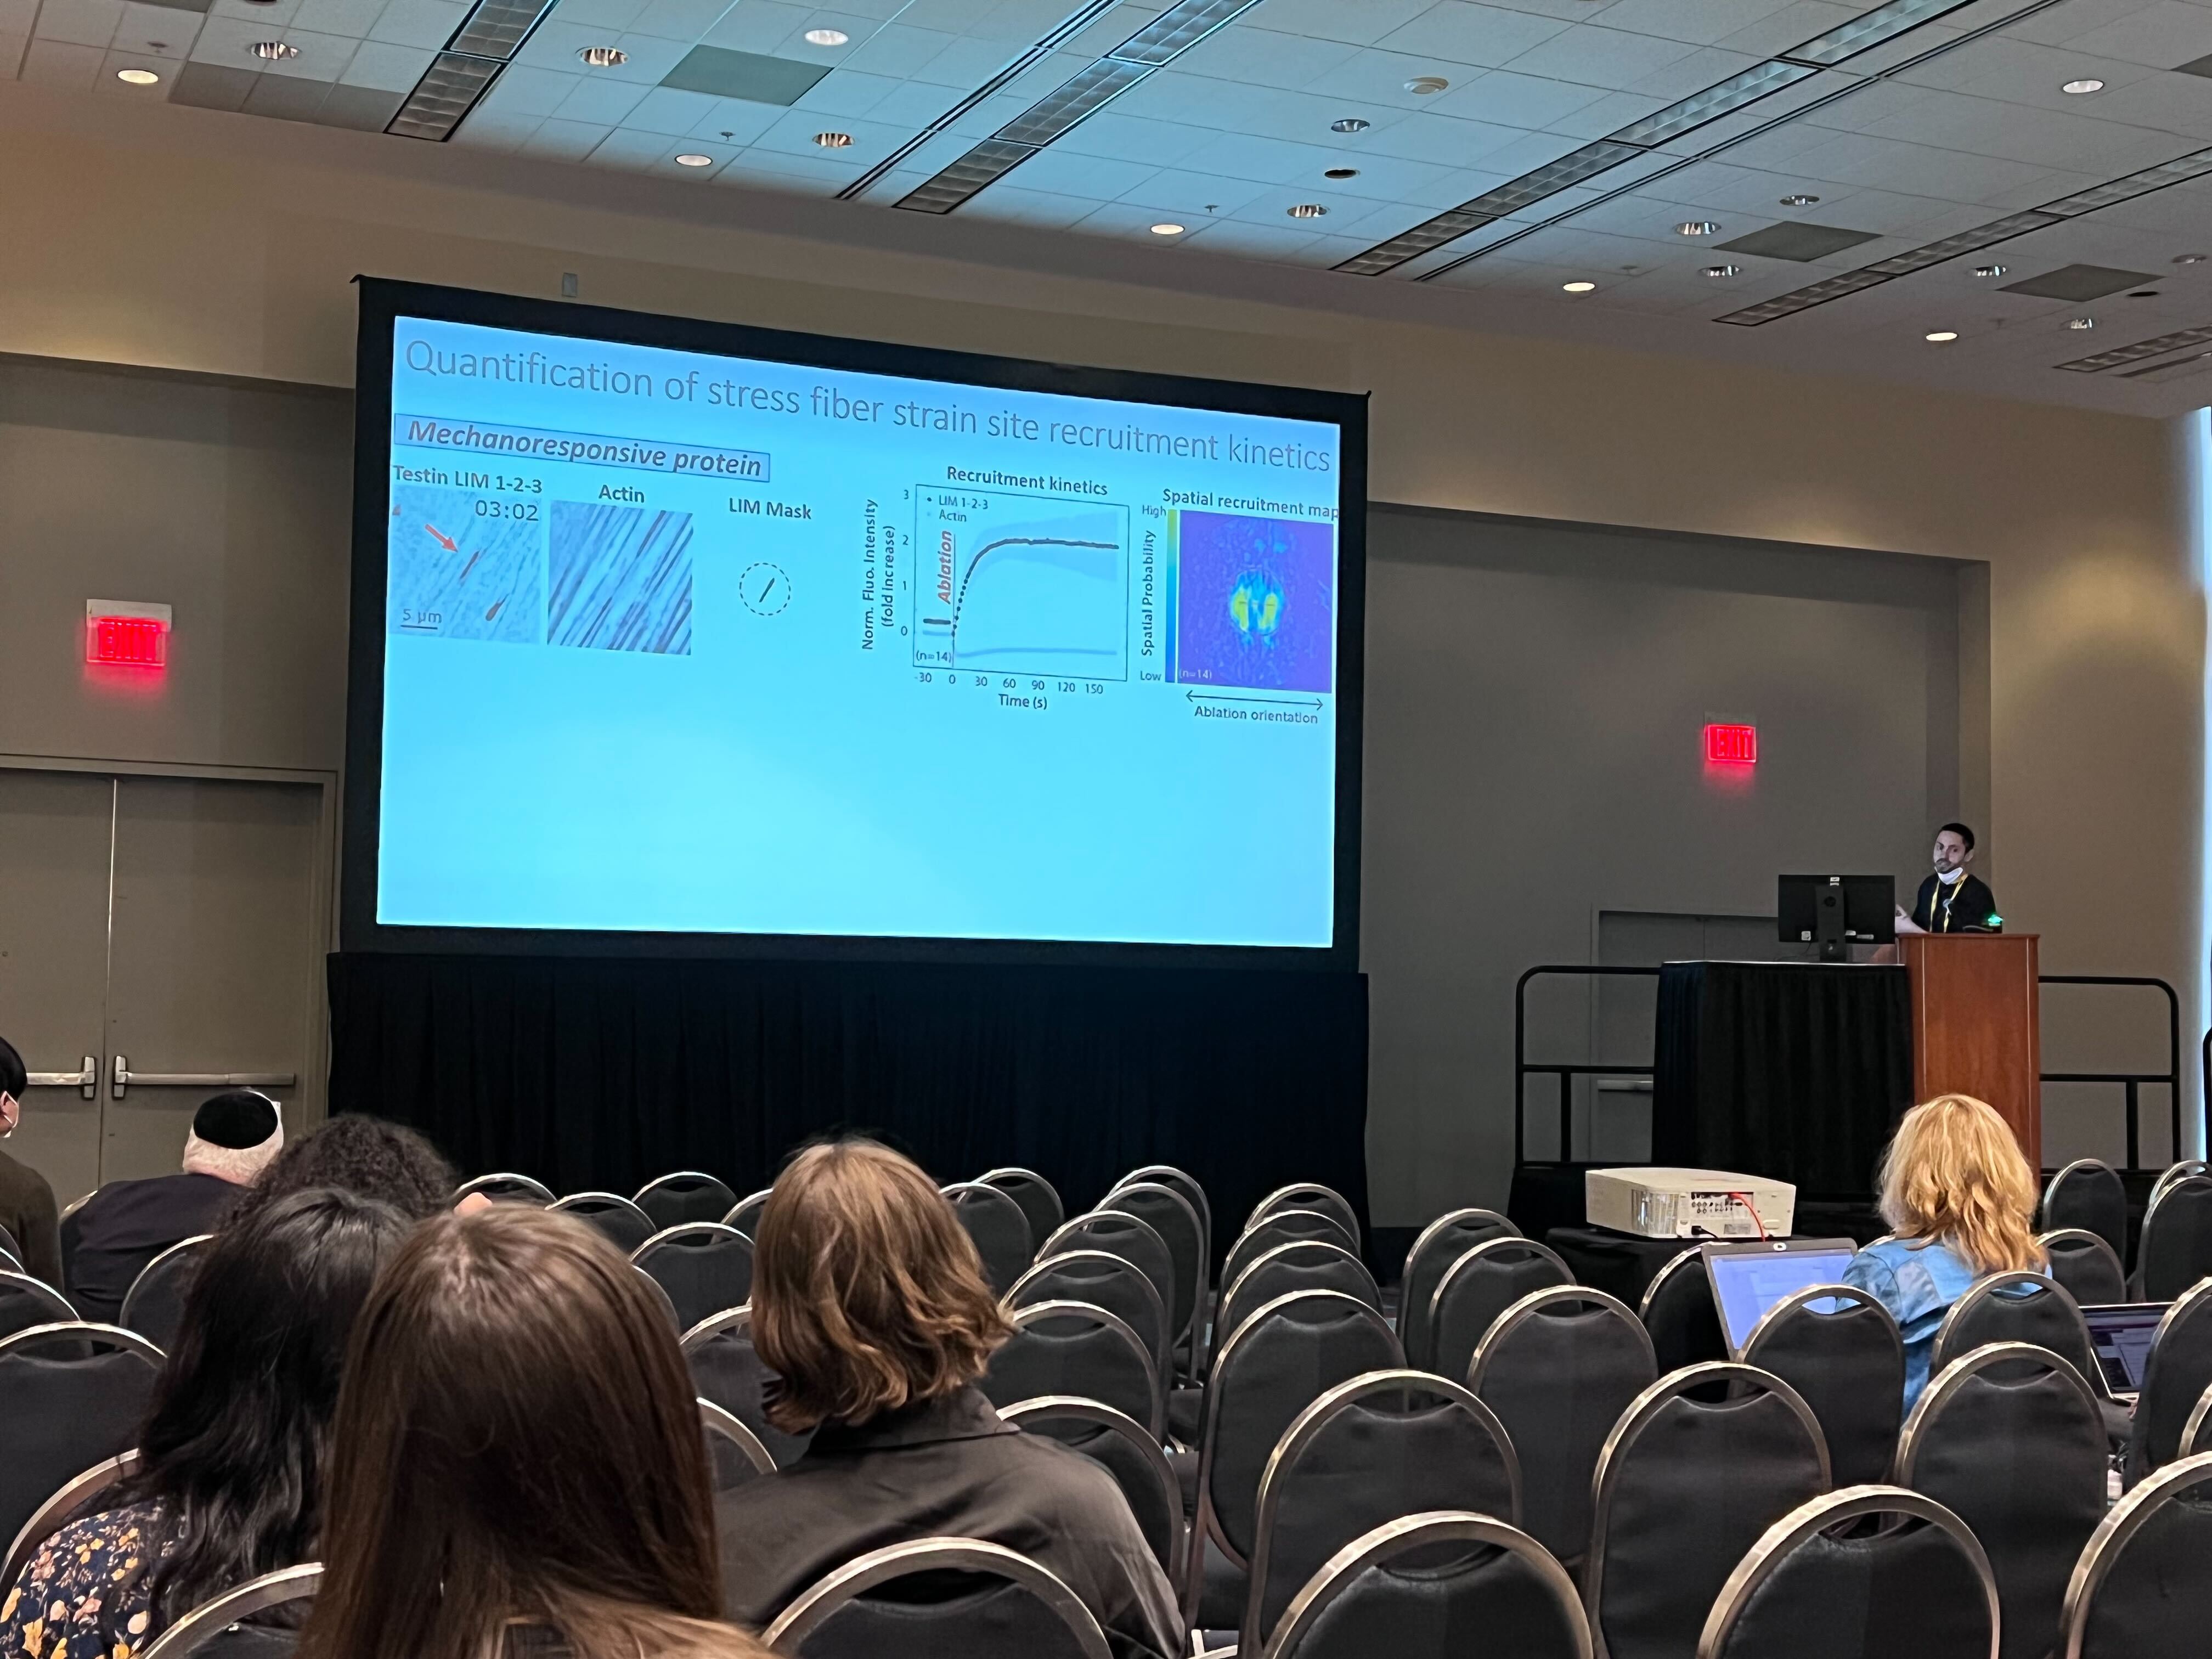 Quantification of stress fiber strain site recruitment kinetics
Mechanoresponsive protein
Testin LIM 1-2-3
03:02
5 µm
Actin
LIM Mask
Recruitment kinetics
Norm. Fluo. Intensity
(fold increase)
3
2
1
0
LIM 1-2-3
Actin
Ablation
(n=14)
-30 0 30 60 90 120 150
Time (s)
Spatial recruitment map
High
Spatial Probability
Low
(n=14)
Ablation orientation
EXIT
EXIT